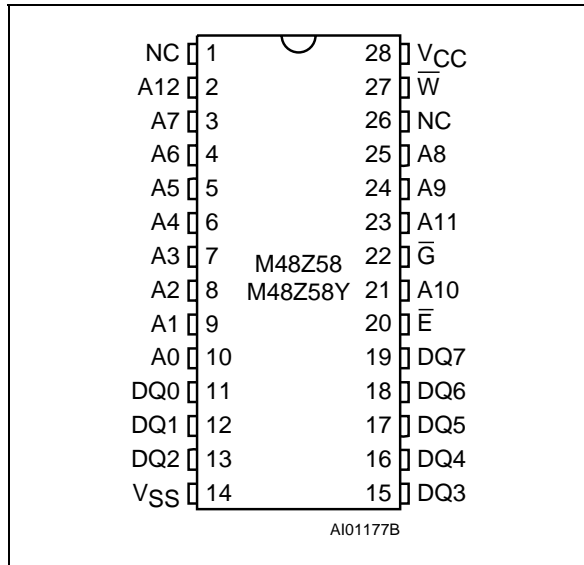 NC 1 28 VCC
A12 2 27 W̅
A7 3 26 NC
A6 4 25 A8
A5 5 24 A9
A4 6 23 A11
A3 7 22 G̅
M48Z58
A2 8 21 A10
M48Z58Y
A1 9 20 E̅
A0 10 19 DQ7
DQ0 11 18 DQ6
DQ1 12 17 DQ5
DQ2 13 16 DQ4
VSS 14 15 DQ3
AI01177B